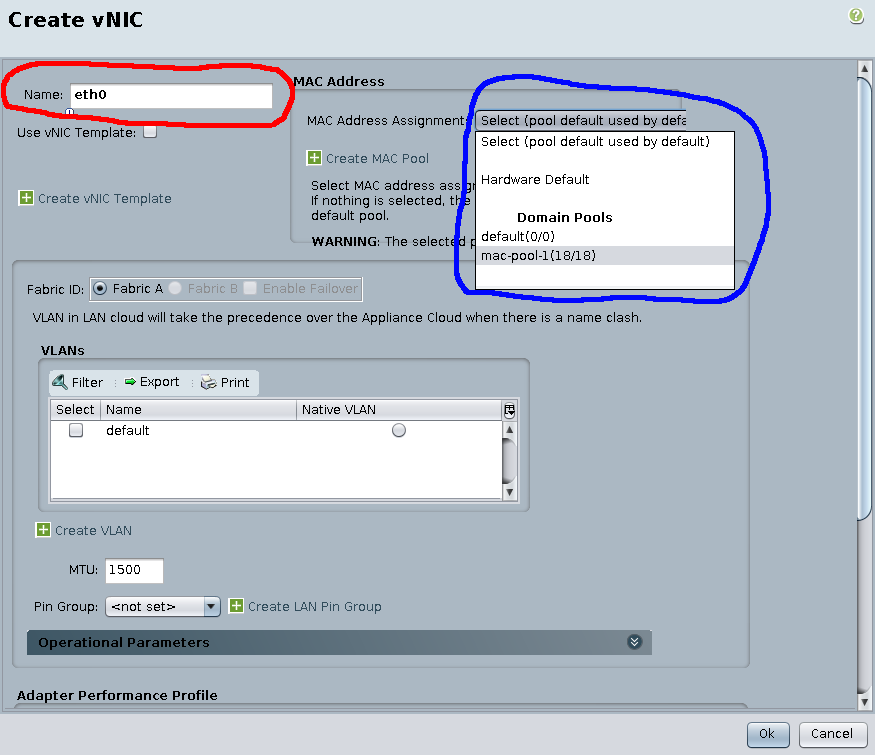 Create vNIC
Name: eth0
Use vNIC Template:
Create vNIC Template
MAC Address
MAC Address Assignment: Select (pool default used by defa
Select (pool default used by default)
Hardware Default
Domain Pools
default(0/0)
mac-pool-1(18/18)
Create MAC Pool
Select MAC address
If nothing is selected, the
default pool.
WARNING: The selected
Fabric ID: Fabric A Fabric B Enable Failover
VLAN in LAN cloud will take the precedence over the Appliance Cloud when there is a name clash.
VLANs
Filter Export Print
Select Name Native VLAN
default
Create VLAN
MTU: 1500
Pin Group: <not set> Create LAN Pin Group
Operational Parameters
Adapter Performance Profile
Ok Cancel